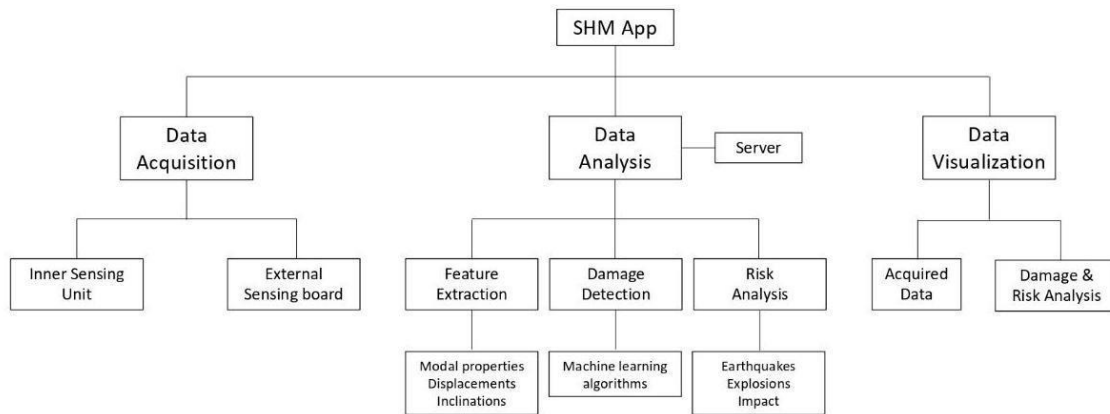 SHM App
Data
Acquisition
Data
Analysis
Server
Data
Visualization
Inner Sensing
Unit
External
Sensing board
Feature
Extraction
Damage
Detection
Risk
Analysis
Acquired
Data
Damage &
Risk Analysis
Modal properties
Displacements
Inclinations
Machine learning
algorithms
Earthquakes
Explosions
Impact